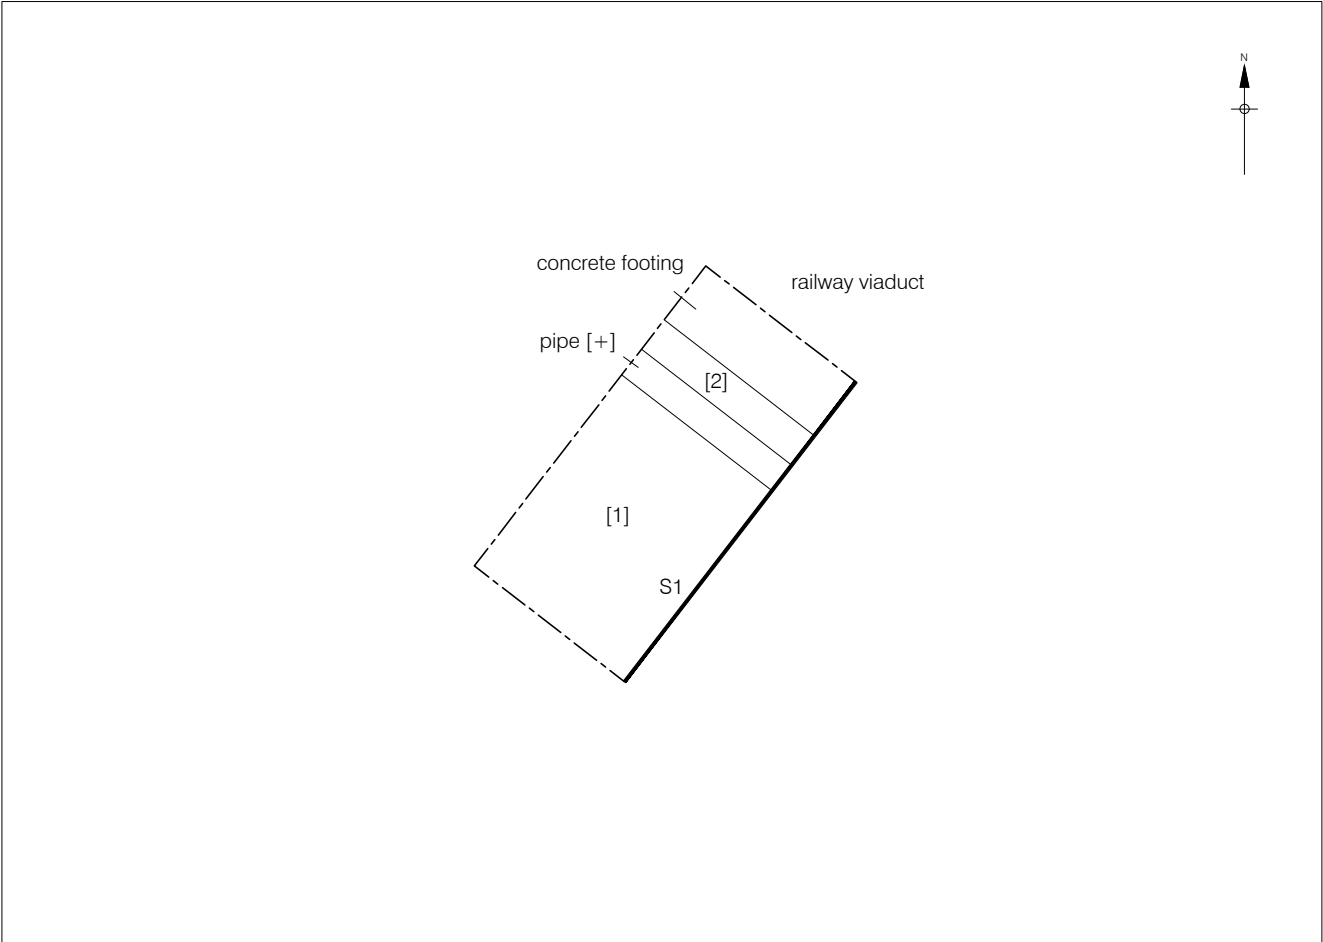 N
concrete footing
railway viaduct
pipe [+]
[2]
[1]
S1